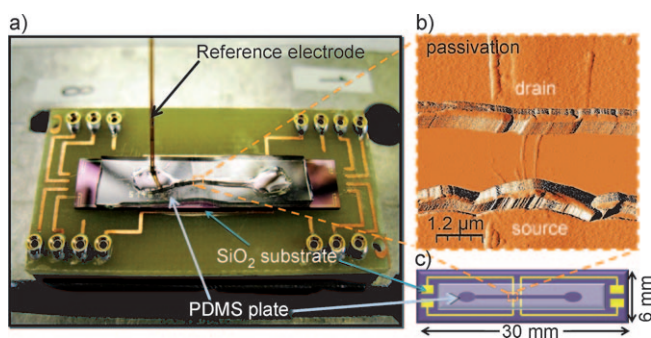 a)
Reference electrode
SiO2 substrate
PDMS plate
b)
passivation
drain
source
1.2 µm
c)
6 mm
30 mm